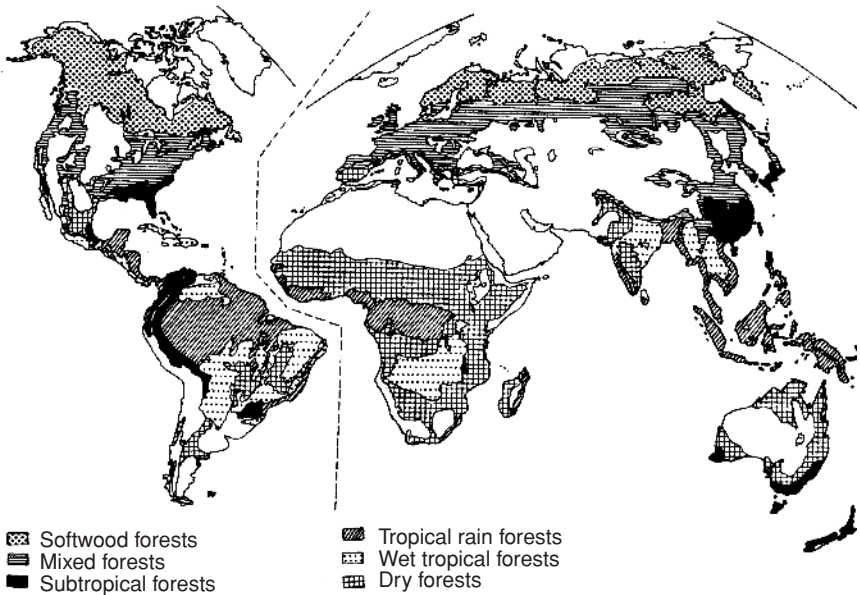 Softwood forests
Mixed forests
Subtropical forests
Tropical rain forests
Wet tropical forests
Dry forests